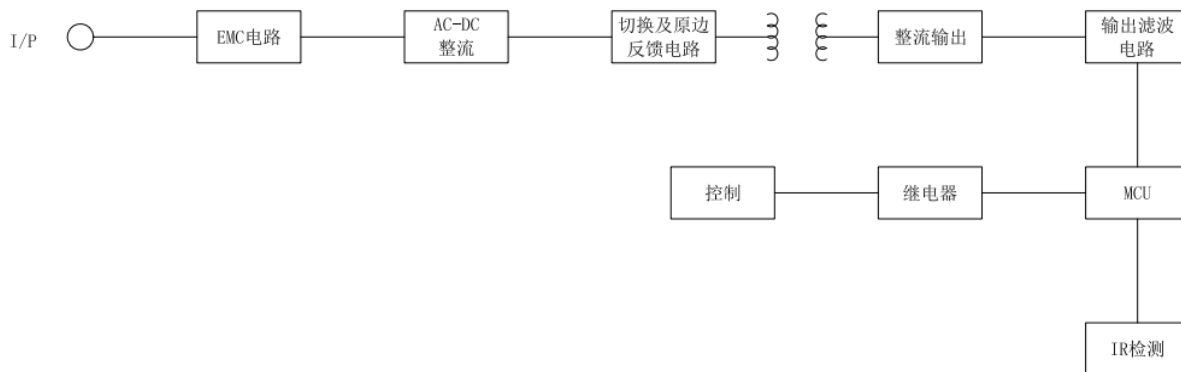 I/P
EMC电路
AC-DC
整流
切换及原边
反馈电路
整流输出
输出滤波
电路
控制
继电器
MCU
IR检测